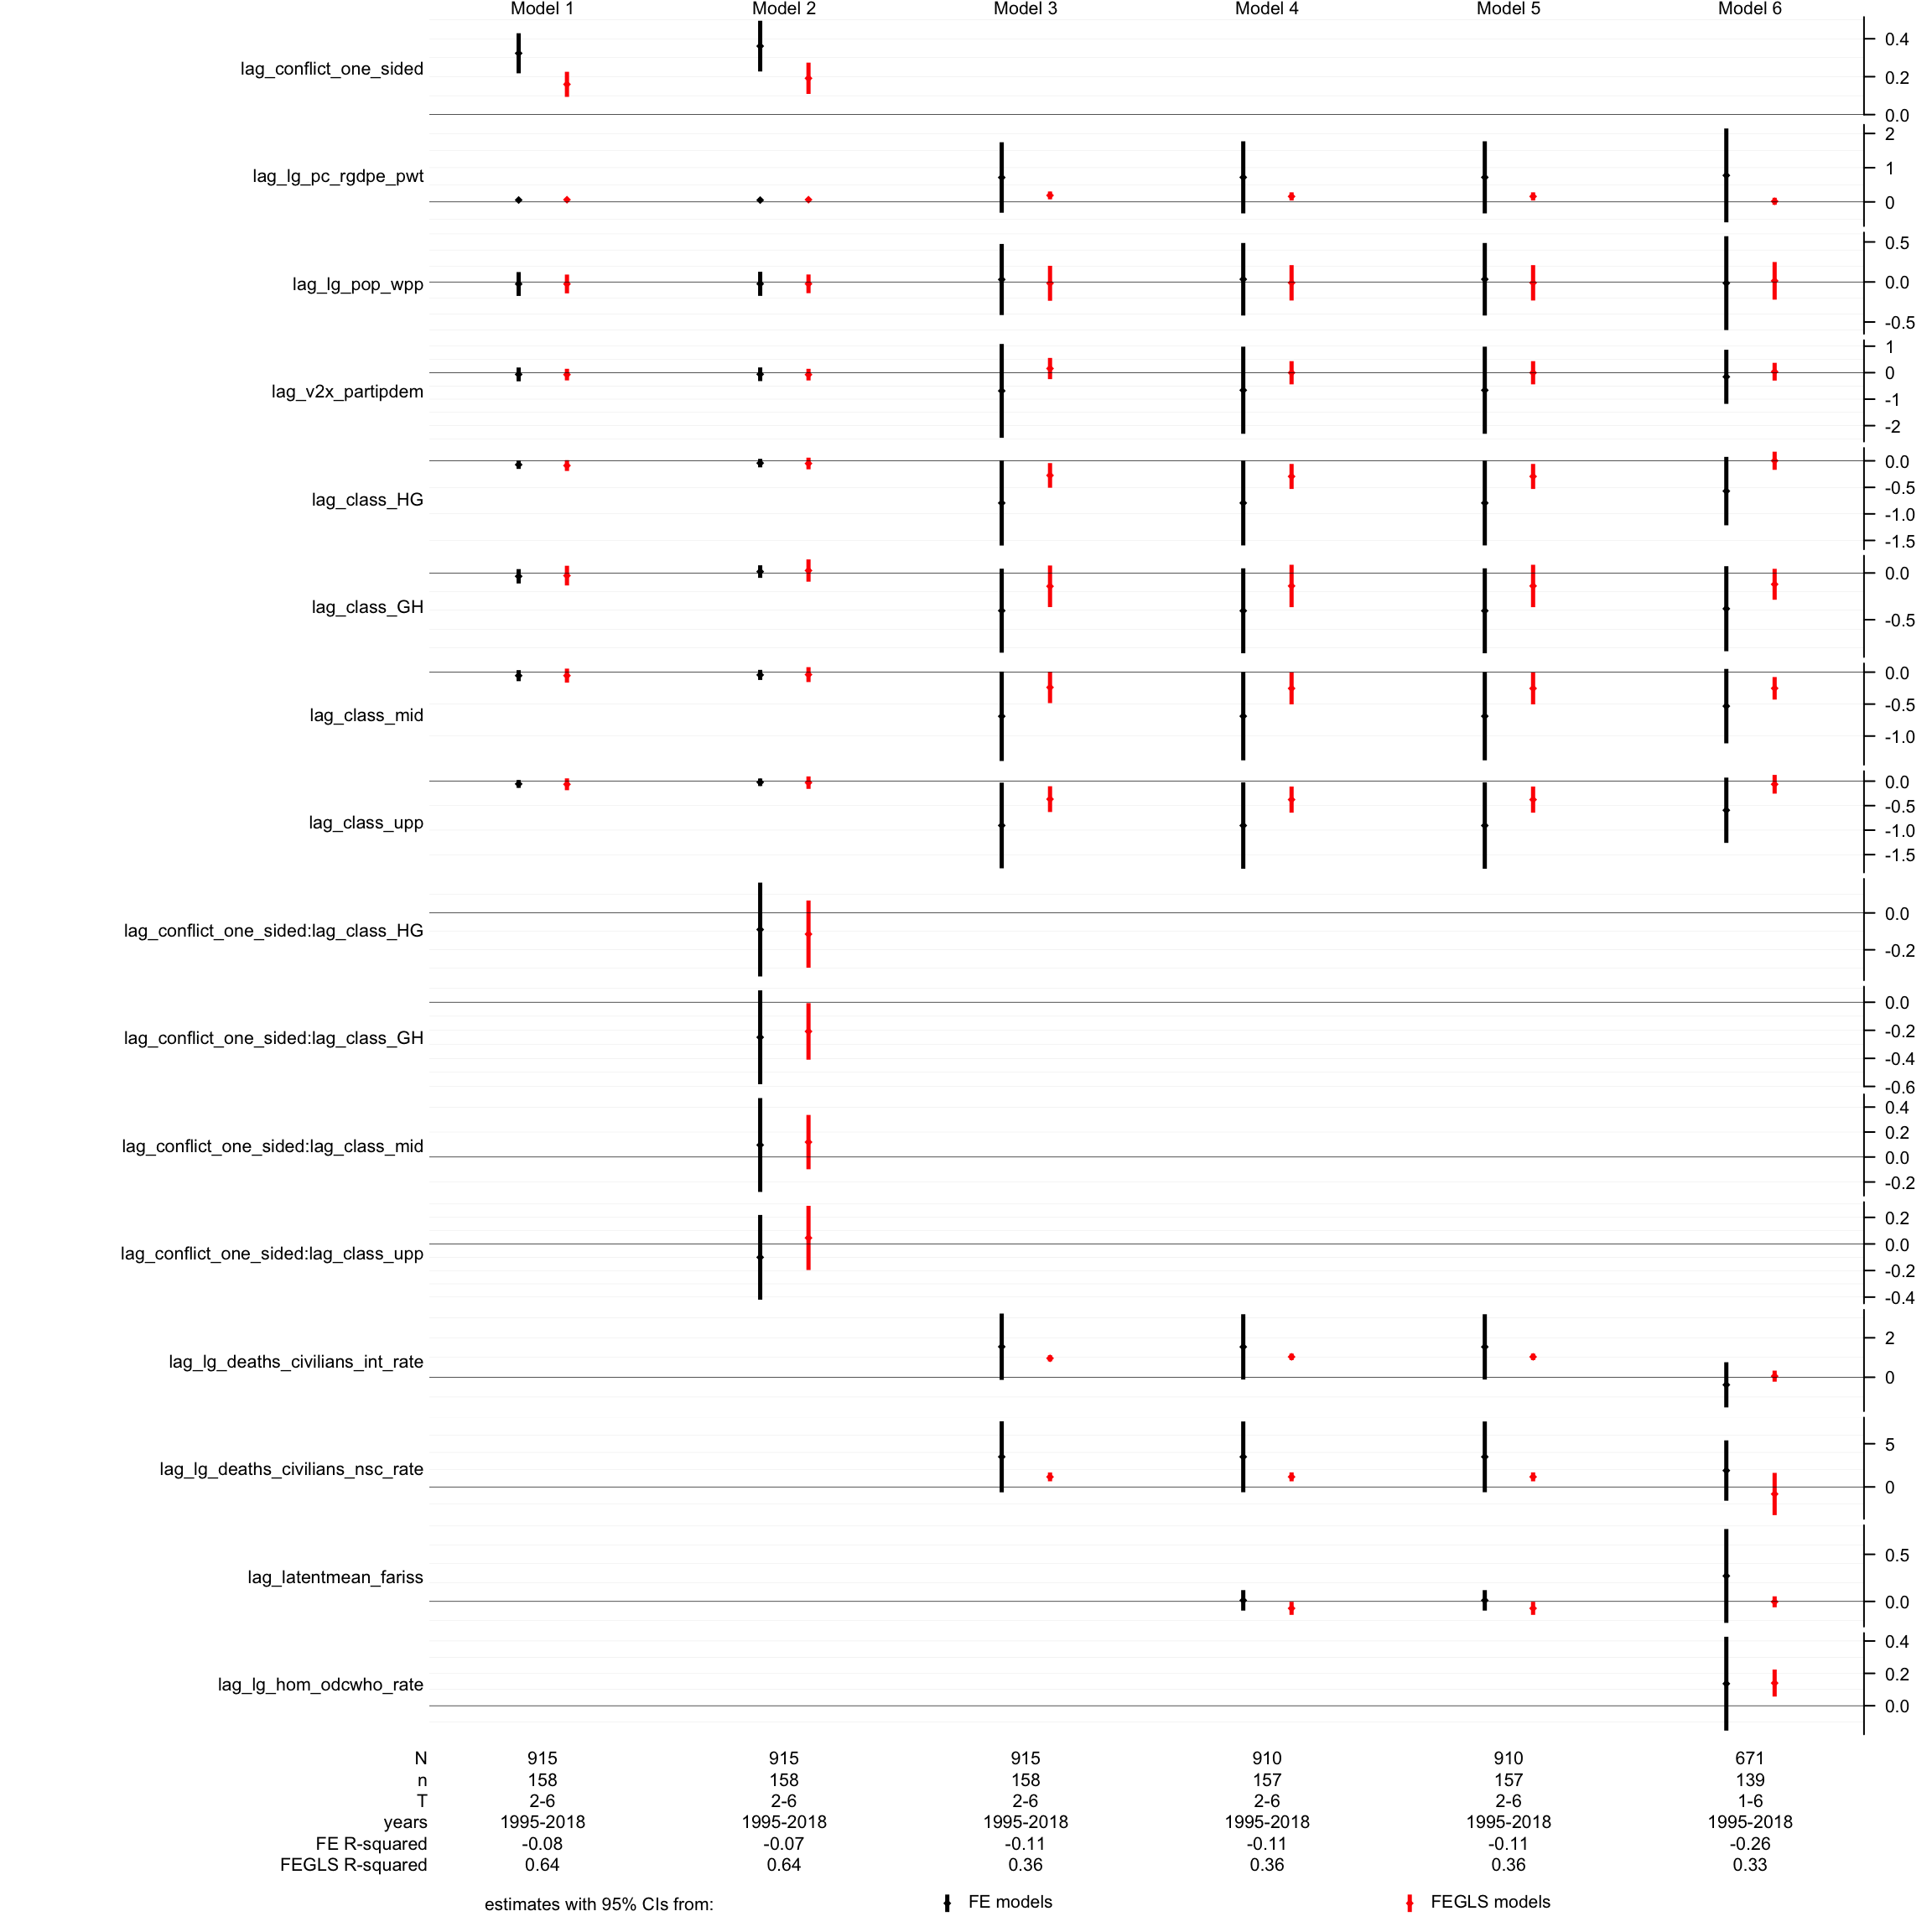 Model 1 Model 2 Model 3 Model 4 Model 5 Model 6
lag_conflict_one_sided
0.4
0.2
0.0
lag_lg_pc_rgdpe_pwt
2
1
0
lag_lg_pop_wpp
0.5
0.0
-0.5
lag_v2x_partipdem
1
0
-1
-2
lag_class_HG
0.0
-0.5
-1.0
-1.5
lag_class_GH
0.0
-0.5
lag_class_mid
0.0
-0.5
-1.0
lag_class_upp
0.0
-0.5
-1.0
-1.5
lag_conflict_one_sided:lag_class_HG
0.0
-0.2
lag_conflict_one_sided:lag_class_GH
0.0
-0.2
-0.4
-0.6
lag_conflict_one_sided:lag_class_mid
0.4
0.2
0.0
-0.2
lag_conflict_one_sided:lag_class_upp
0.2
0.0
-0.2
-0.4
lag_lg_deaths_civilians_int_rate
2
0
lag_lg_deaths_civilians_nsc_rate
5
0
lag_latentmean_fariss
0.5
0.0
lag_lg_hom_odcwho_rate
0.4
0.2
0.0
N 915 915 915 910 910 671
n 158 158 158 157 157 139
T 2-6 2-6 2-6 2-6 2-6 1-6
years 1995-2018 1995-2018 1995-2018 1995-2018 1995-2018 1995-2018
FE R-squared -0.08 -0.07 -0.11 -0.11 -0.11 -0.26
FEGLS R-squared 0.64 0.64 0.36 0.36 0.36 0.33
estimates with 95% CIs from: FE models FEGLS models